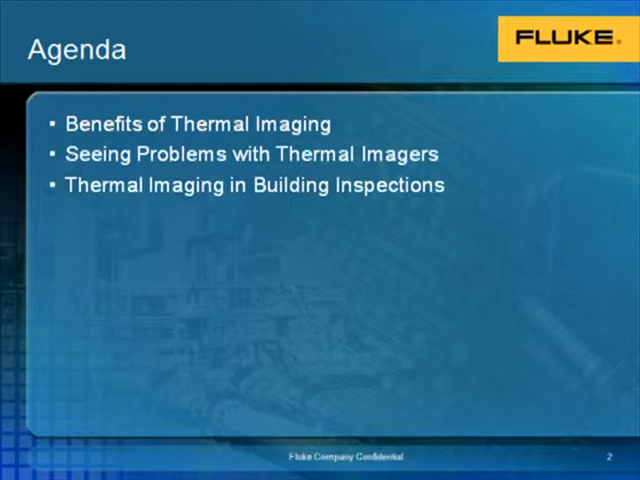 Agenda
FLUKE®
▪ Benefits of Thermal Imaging
▪ Seeing Problems with Thermal Imagers
▪ Thermal Imaging in Building Inspections
Fluke Company Confidential
2